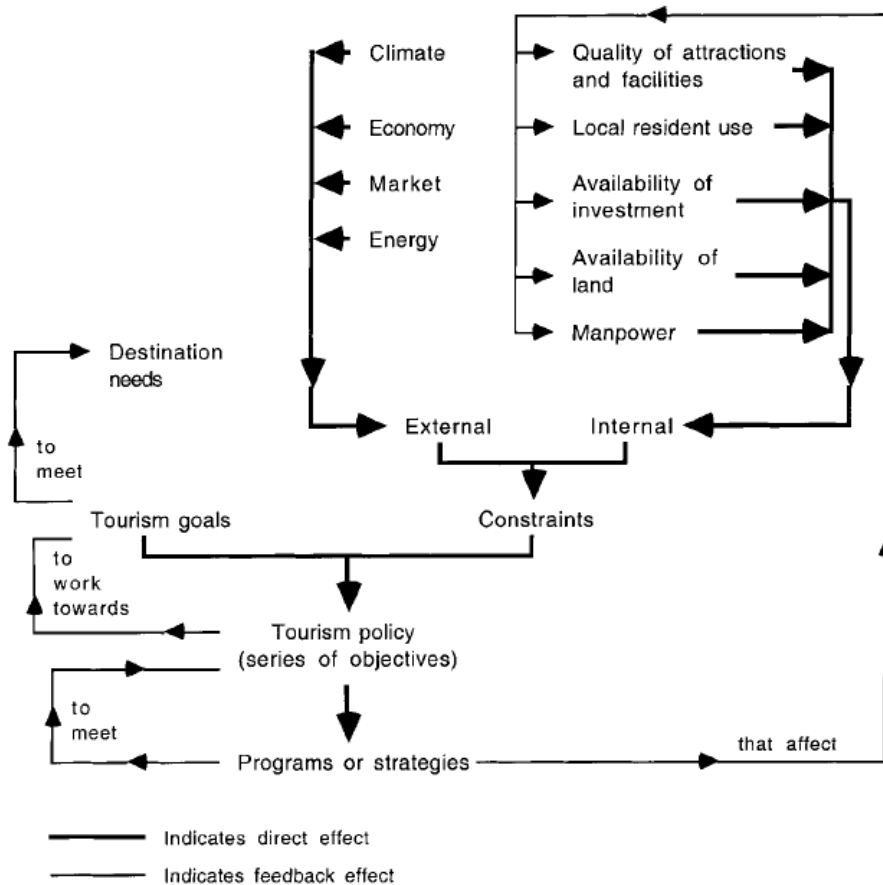 Climate
Economy
Market
Energy
Quality of attractions
and facilities
Local resident use
Availability of
investment
Availability of
land
Manpower
Destination
needs
to
meet
External
Internal
Tourism goals
Constraints
to
work
towards
Tourism policy
(series of objectives)
to
meet
Programs or strategies
that affect
Indicates direct effect
Indicates feedback effect